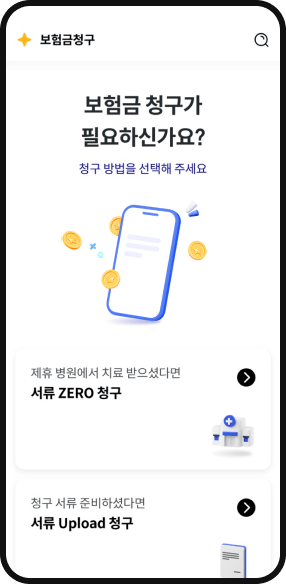 보험금청구
보험금 청구가
필요하신가요?
청구 방법을 선택해 주세요
제휴 병원에서 치료 받으셨다면
서류 ZERO 청구
청구 서류 준비하셨다면
서류 Upload 청구